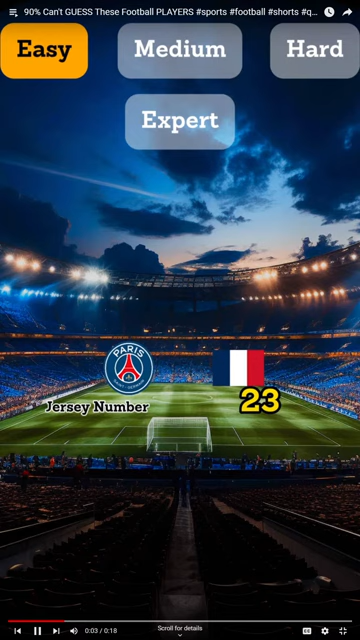 90% Can't GUESS These Football PLAYERS #sports #football #shorts #q...
Easy
Medium
Hard
Expert
PARIS
SAINT-GERMAIN
Jersey Number
23
0:03 / 0:18
Scroll for details